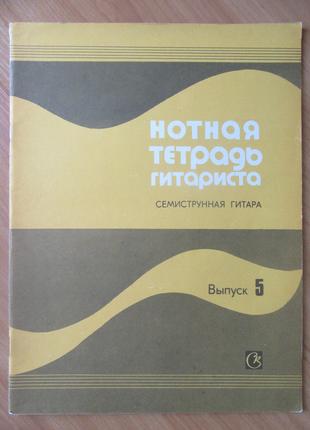 НОТНАЯ
ТЕТРАДЬ
ГИТАРИСТА
СЕМИСТРУННАЯ ГИТАРА
Выпуск 5